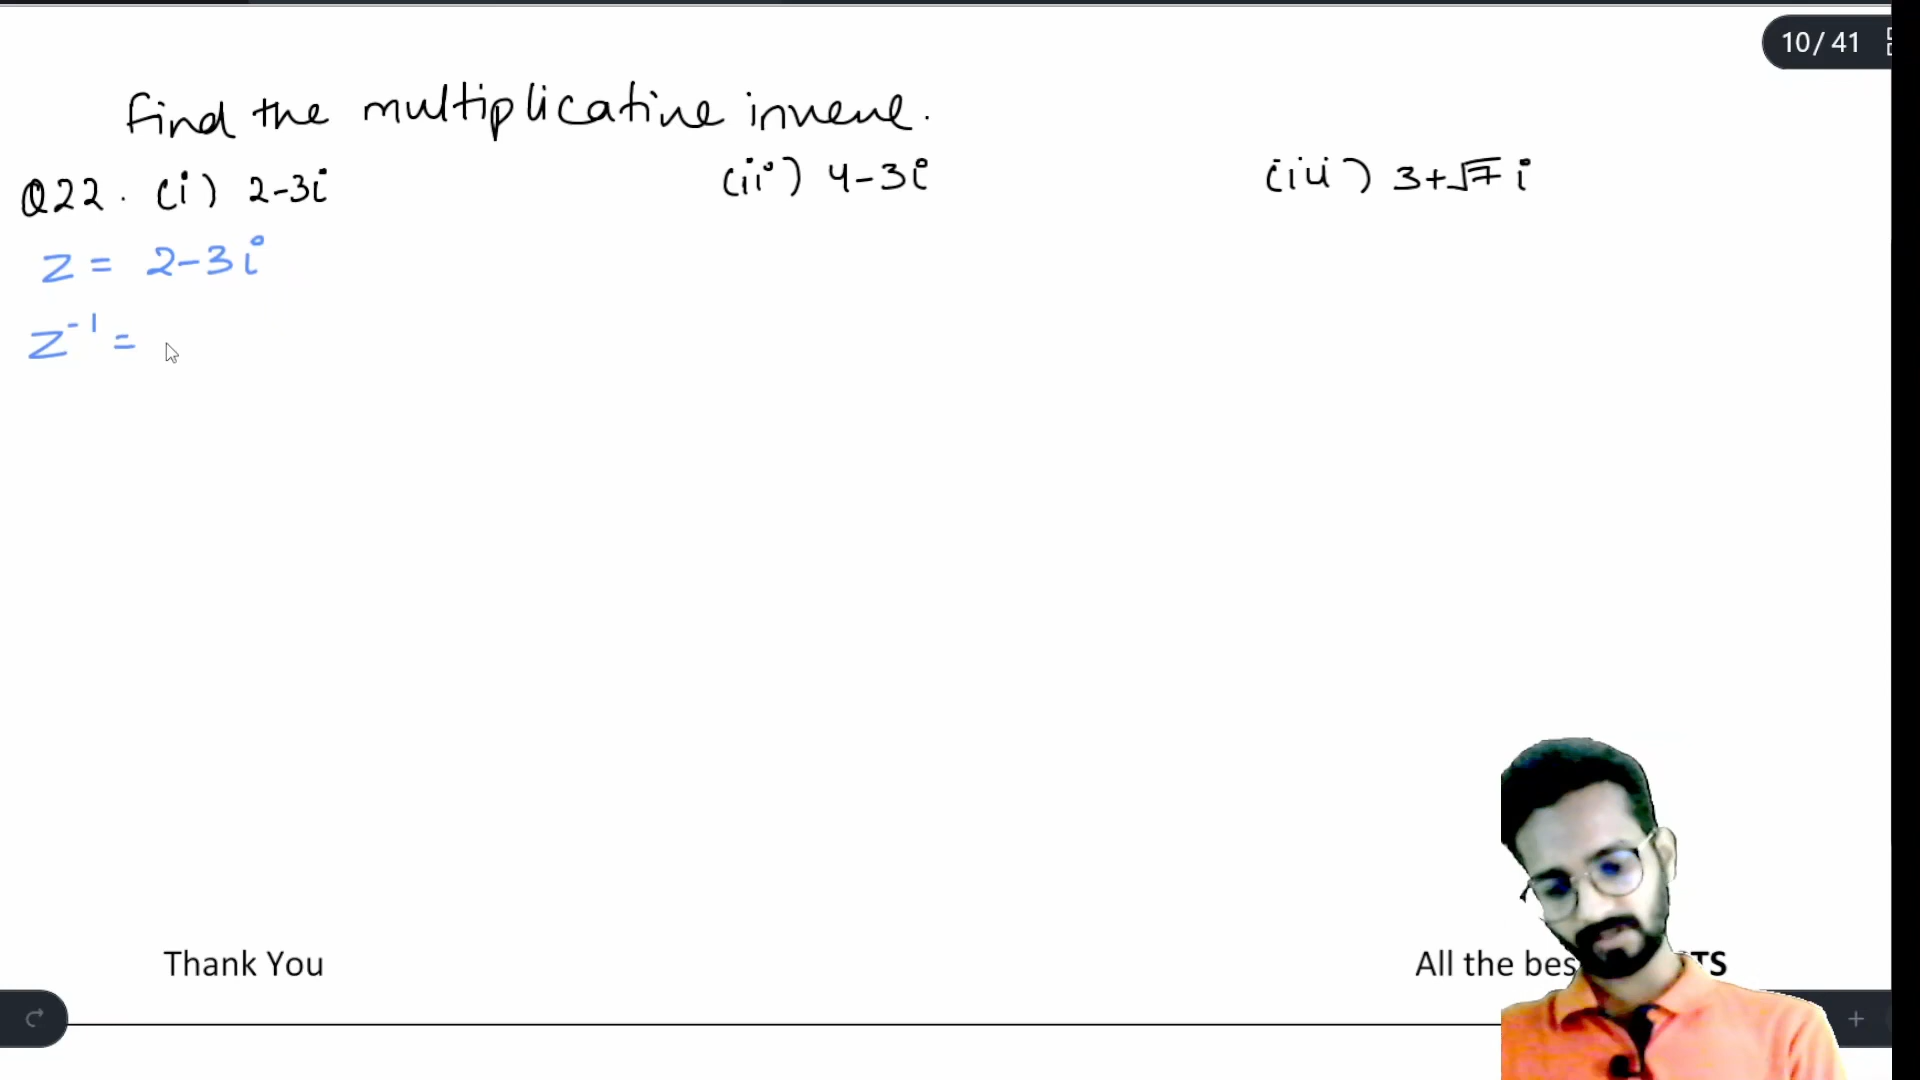 10/ 41
Find the multiplicative inverse.
Q22. (i) 2-3i (ii) 4-3i (iii) 3+√7 i
z = 2-3i
z⁻¹ =
Thank You
All the bes TS